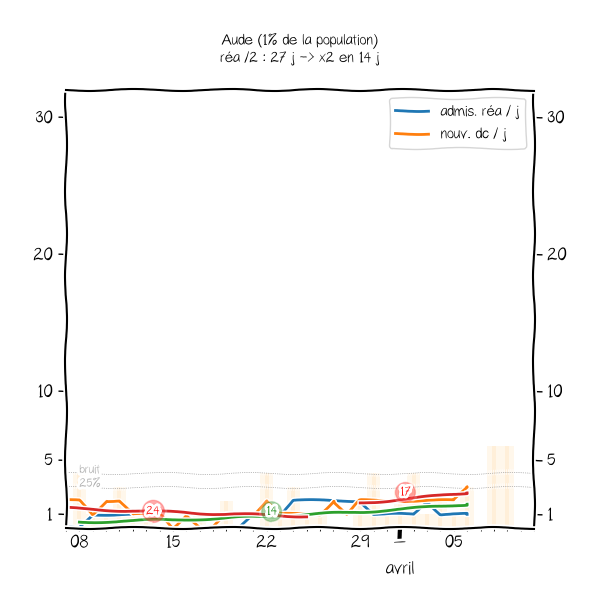 Aude (1% de la population)
réa /2 : 27 j -> x2 en 14 j
admis. réa / j
nouv. dc / j
30 30
20 20
10 10
5 5
bruit
25%
1 1
24 14 17
08 15 22 29 1 05
avril